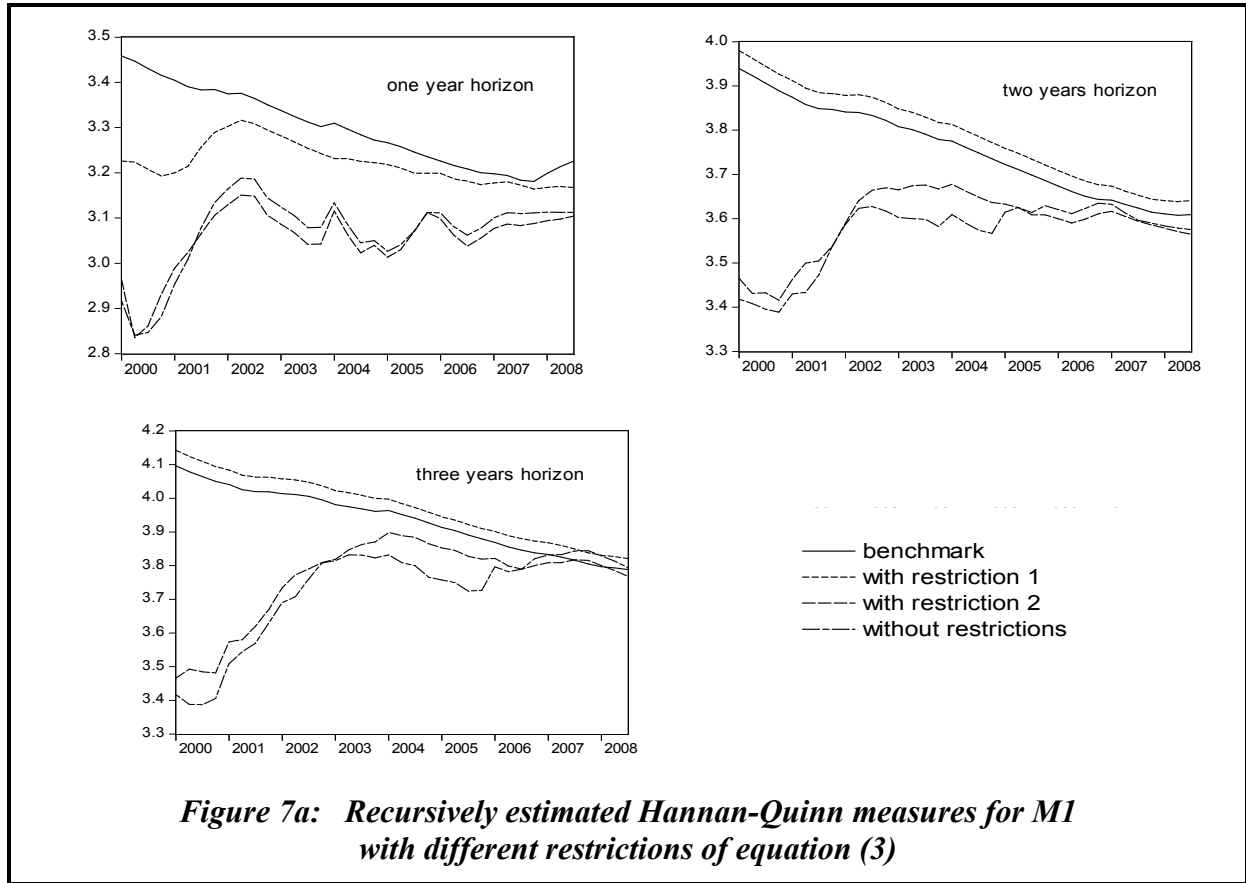 one year horizon
3.5
3.4
3.3
3.2
3.1
3.0
2.9
2.8
2000 2001 2002 2003 2004 2005 2006 2007 2008
two years horizon
4.0
3.9
3.8
3.7
3.6
3.5
3.4
3.3
2000 2001 2002 2003 2004 2005 2006 2007 2008
three years horizon
4.2
4.1
4.0
3.9
3.8
3.7
3.6
3.5
3.4
3.3
2000 2001 2002 2003 2004 2005 2006 2007 2008
benchmark
with restriction 1
with restriction 2
without restrictions
Figure 7a: Recursively estimated Hannan-Quinn measures for M1
with different restrictions of equation (3)